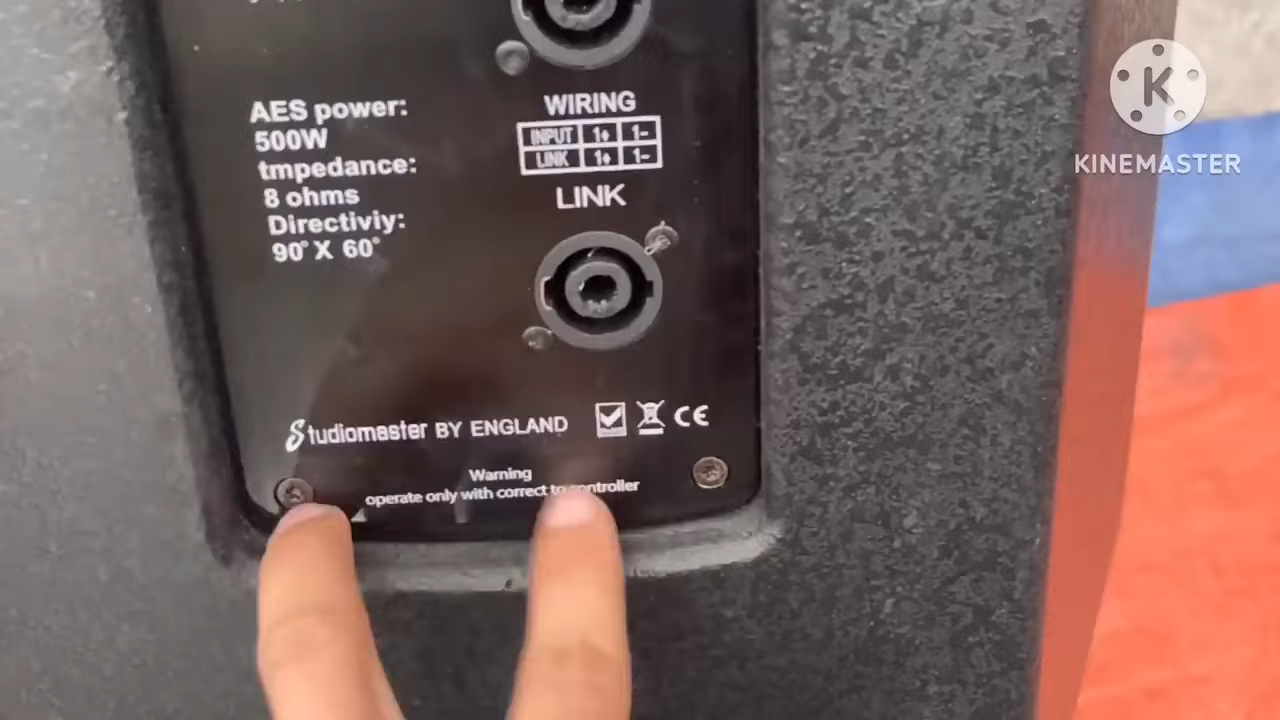 AES power:
500W
tmpedance:
8 ohms
Directiviy:
90° X 60°
WIRING
INPUT 1+ 1-
LINK 1+ 1-
LINK
Studiomaster BY ENGLAND
CE
Warning
operate only with correct to controller
K
KINEMASTER